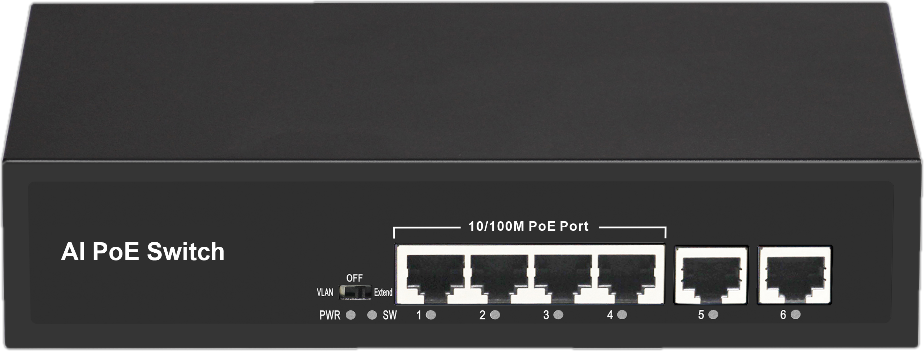 10/100M PoE Port
AI PoE Switch
OFF
VLAN Extend
PWR SW 1 2 3 4 5 6